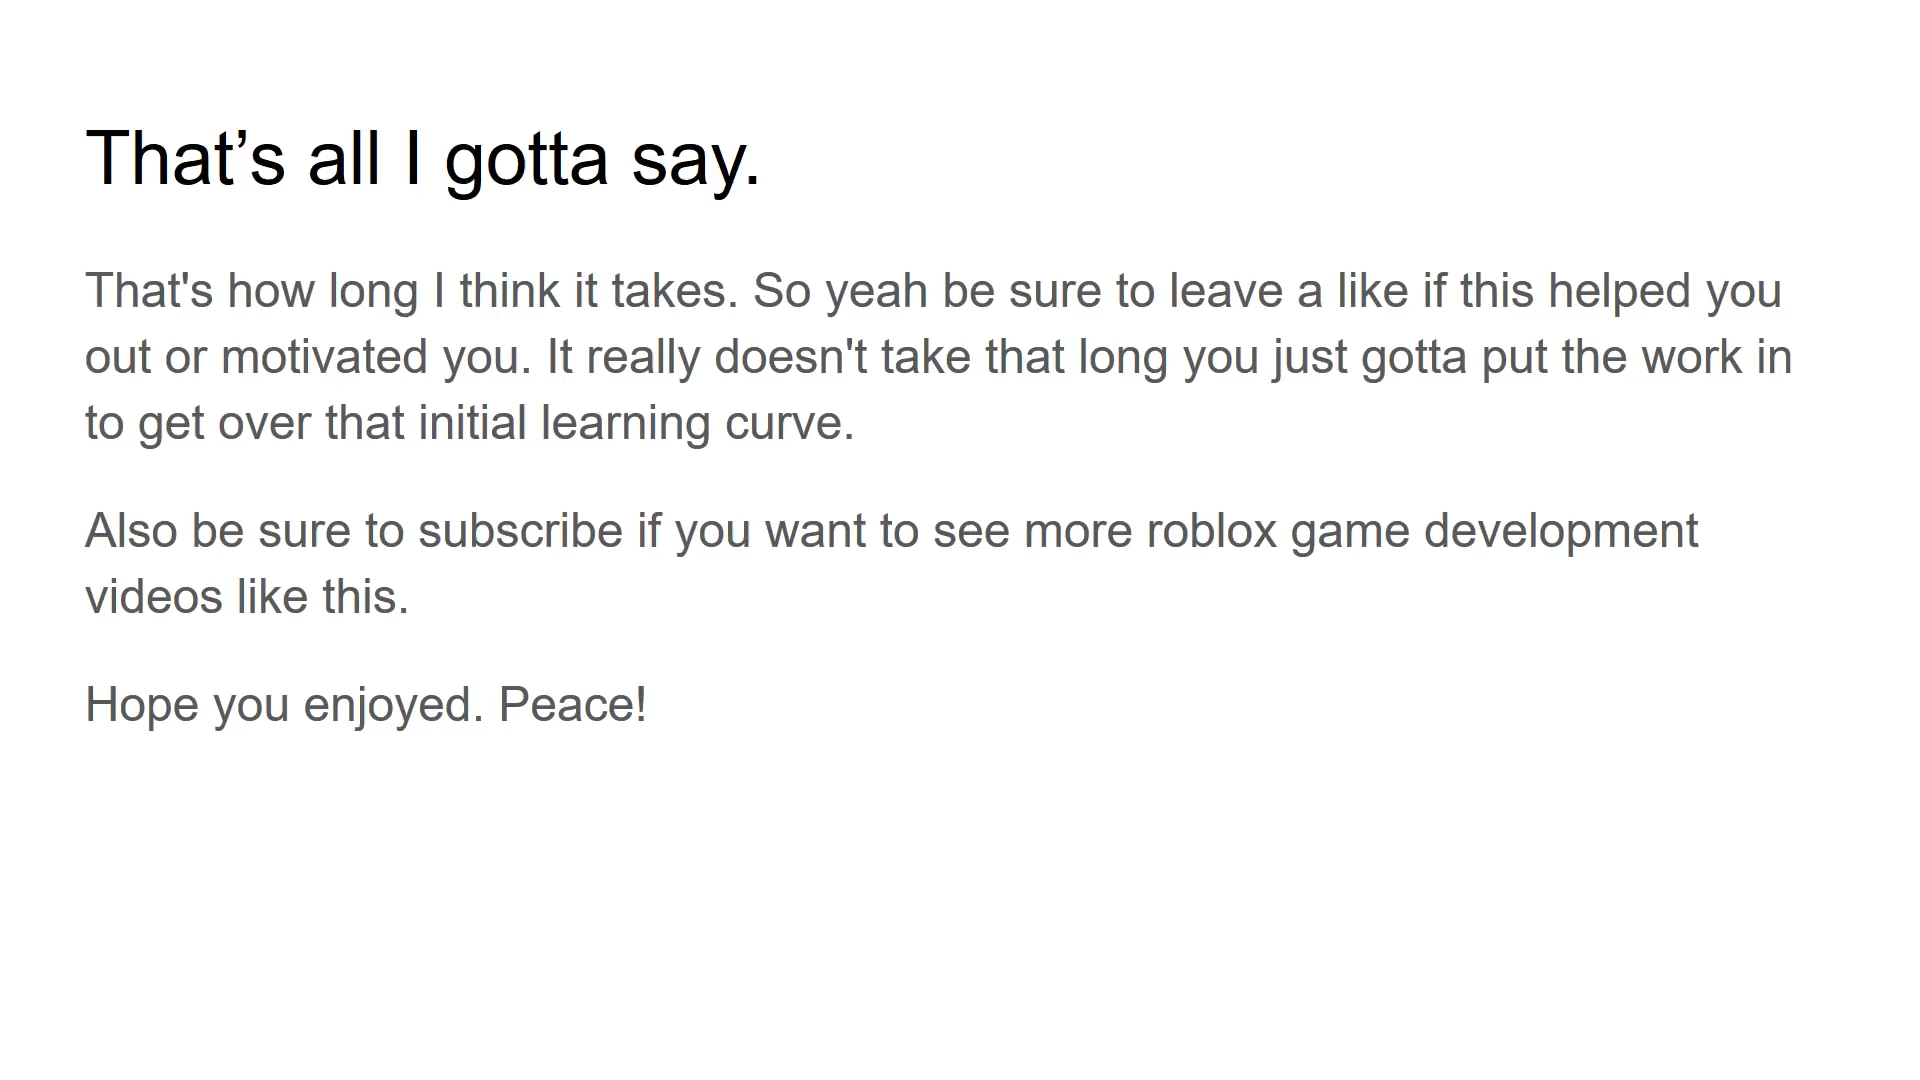 That’s all I gotta say.
That's how long I think it takes. So yeah be sure to leave a like if this helped you
out or motivated you. It really doesn't take that long you just gotta put the work in
to get over that initial learning curve.
Also be sure to subscribe if you want to see more roblox game development
videos like this.
Hope you enjoyed. Peace!